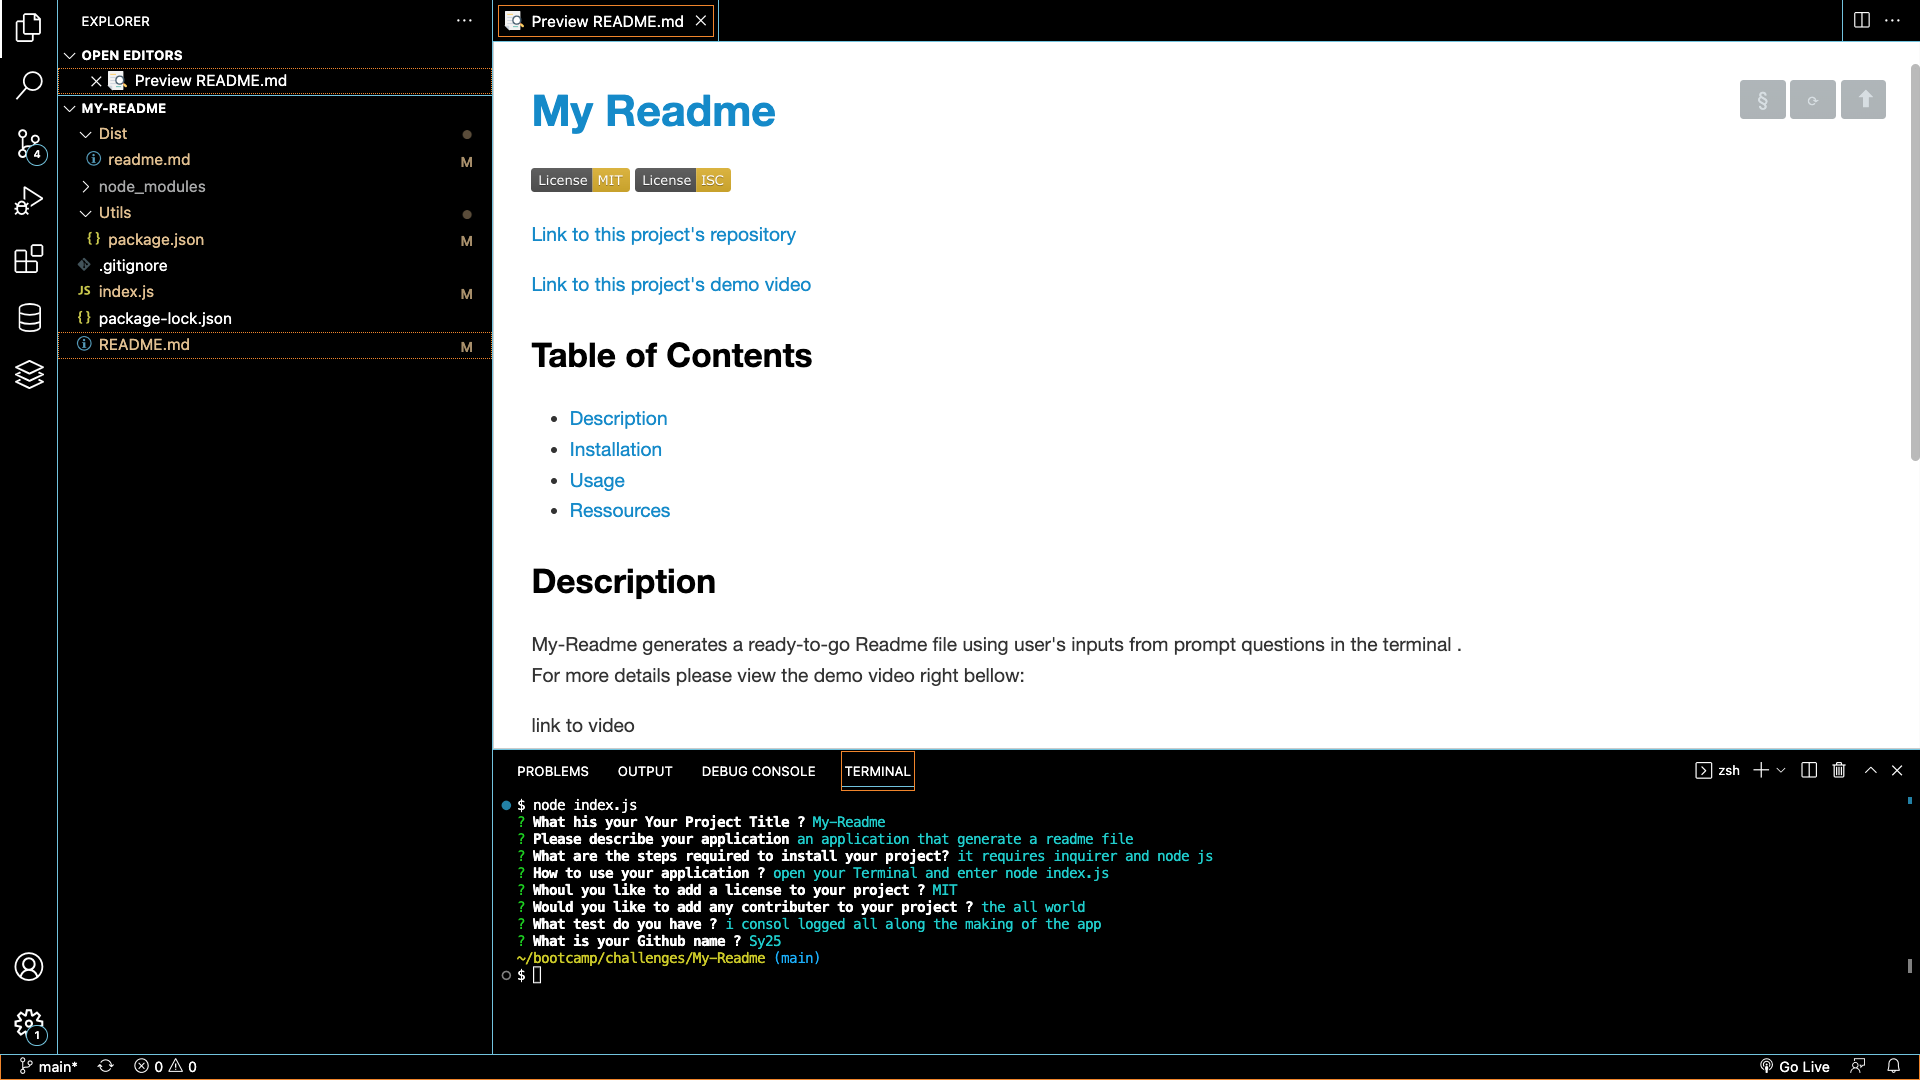 EXPLORER
OPEN EDITORS
Preview README.md
MY-README
Dist
readme.md M
node_modules
Utils
{} package.json M
.gitignore
JS index.js M
{} package-lock.json
README.md M
4
1
Preview README.md
My Readme
License MIT License ISC
Link to this project's repository
Link to this project's demo video
Table of Contents
• Description
• Installation
• Usage
• Ressources
Description
My-Readme generates a ready-to-go Readme file using user's inputs from prompt questions in the terminal .
For more details please view the demo video right bellow:
link to video
§
PROBLEMS OUTPUT DEBUG CONSOLE TERMINAL zsh
$ node index.js
? What his your Your Project Title ? My-Readme
? Please describe your application an application that generate a readme file
? What are the steps required to install your project? it requires inquirer and node js
? How to use your application ? open your Terminal and enter node index.js
? Whoul you like to add a license to your project ? MIT
? Would you like to add any contributer to your project ? the all world
? What test do you have ? i consol logged all along the making of the app
? What is your Github name ? Sy25
~/bootcamp/challenges/My-Readme (main)
$
main* 0 0 Go Live